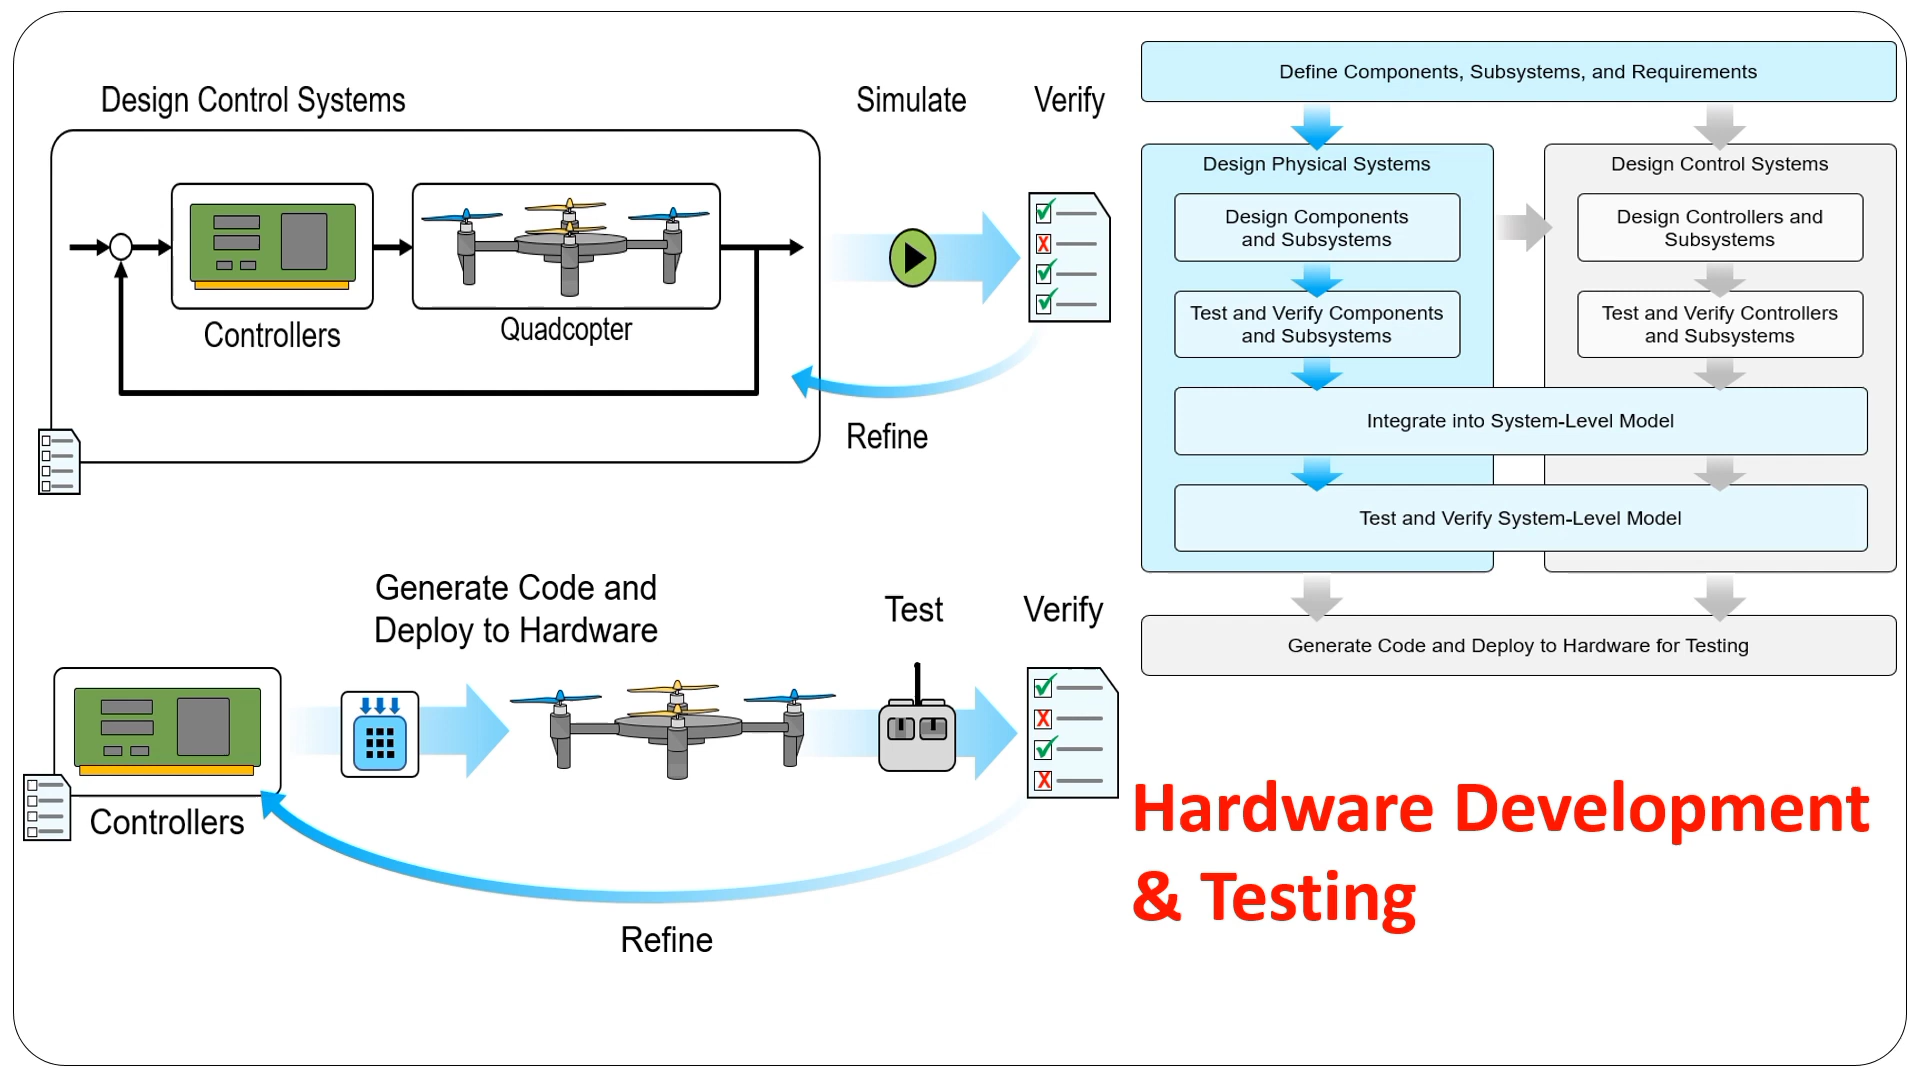 Design Control Systems
Simulate
Verify
Controllers
Quadcopter
Refine
Generate Code and
Deploy to Hardware
Test
Verify
Controllers
Refine
Define Components, Subsystems, and Requirements
Design Physical Systems
Design Components
and Subsystems
Test and Verify Components
and Subsystems
Design Control Systems
Design Controllers and
Subsystems
Test and Verify Controllers
and Subsystems
Integrate into System-Level Model
Test and Verify System-Level Model
Generate Code and Deploy to Hardware for Testing
Hardware Development
& Testing